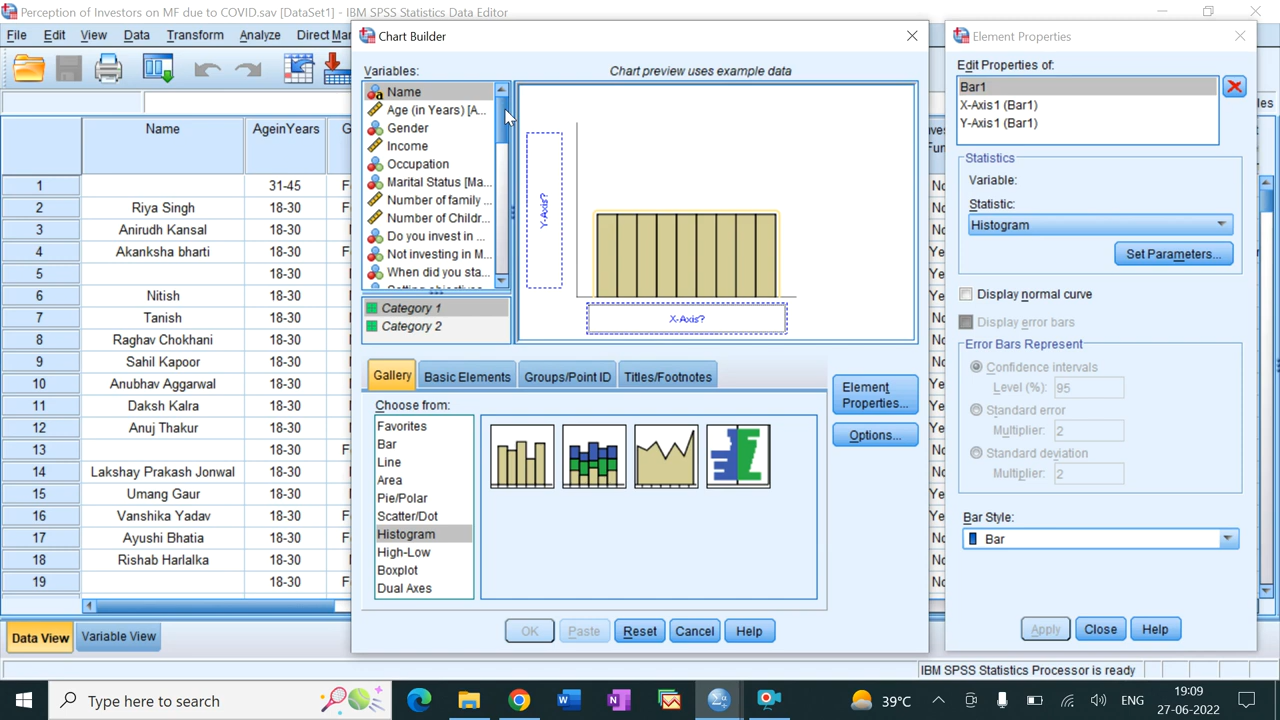 Perception of Investors on MF due to COVID.sav [DataSet1] - IBM SPSS Statistics Data Editor
File Edit View Data Transform Analyze Direct Mar
Name AgeinYears
1 31-45
2 Riya Singh 18-30
3 Anirudh Kansal 18-30
4 Akanksha bharti 18-30
5 18-30
6 Nitish 18-30
7 Tanish 18-30
8 Raghav Chokhani 18-30
9 Sahil Kapoor 18-30
10 Anubhav Aggarwal 18-30
11 Daksh Kalra 18-30
12 Anuj Thakur 18-30
13 18-30
14 Lakshay Prakash Jonwal 18-30
15 Umang Gaur 18-30
16 Vanshika Yadav 18-30
17 Ayushi Bhatia 18-30
18 Rishab Harlalka 18-30
19 18-30
Data View Variable View
Chart Builder
Variables:
Chart preview uses example data
Name
Age (in Years) [A...
Gender
Income
Occupation
Marital Status [Ma...
Number of family ...
Number of Childr...
Do you invest in ...
Not investing in M...
When did you sta...
Category 1
Category 2
Y-Axis?
X-Axis?
Gallery Basic Elements Groups/Point ID Titles/Footnotes
Choose from:
Favorites
Bar
Line
Area
Pie/Polar
Scatter/Dot
Histogram
High-Low
Boxplot
Dual Axes
Element
Properties...
Options...
OK Paste Reset Cancel Help
Element Properties
Edit Properties of:
Bar1
X-Axis1 (Bar1)
Y-Axis1 (Bar1)
Statistics
Variable:
Statistic:
Histogram
Set Parameters...
Display normal curve
Display error bars
Error Bars Represent
Confidence intervals
Level (%): 95
Standard error
Multiplier: 2
Standard deviation
Multiplier: 2
Bar Style:
Bar
Apply Close Help
IBM SPSS Statistics Processor is ready
Type here to search
39°C
ENG
19:09
27-06-2022